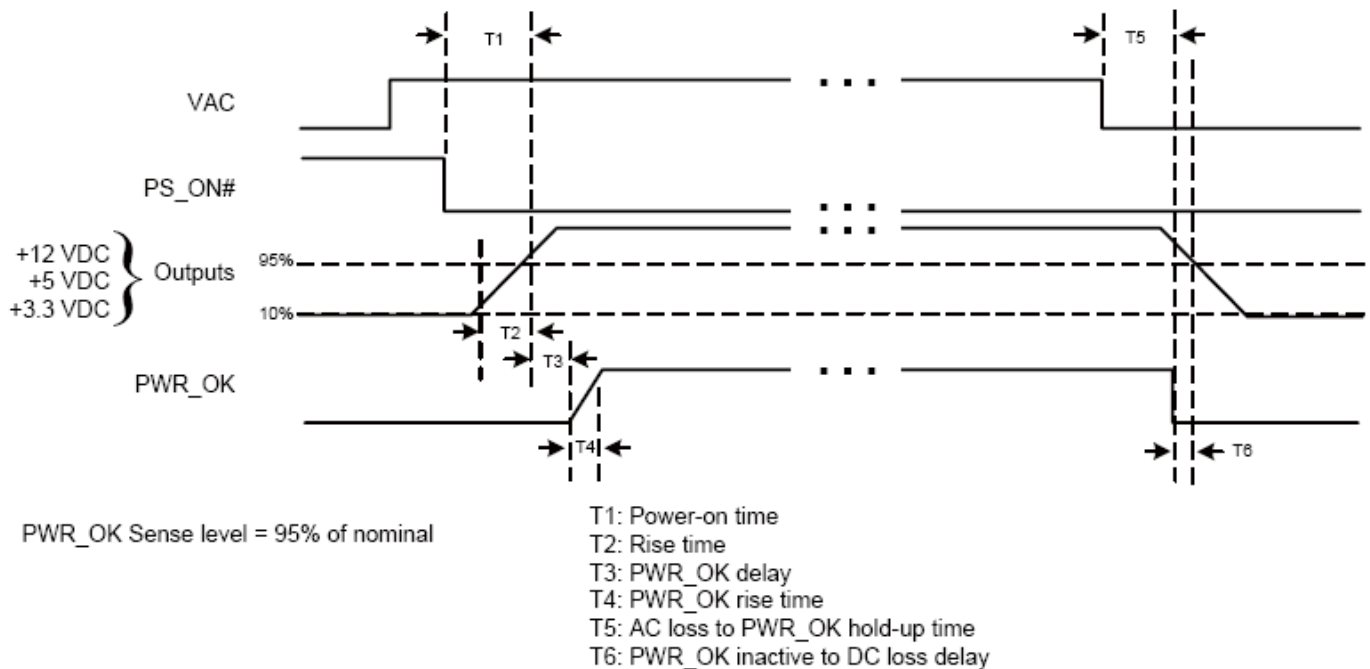 T1
T5
VAC
PS_ON#
+12 VDC
+5 VDC
+3.3 VDC
Outputs
95%
10%
T2
T3
PWR_OK
T4
T6
PWR_OK Sense level = 95% of nominal
T1: Power-on time
T2: Rise time
T3: PWR_OK delay
T4: PWR_OK rise time
T5: AC loss to PWR_OK hold-up time
T6: PWR_OK inactive to DC loss delay